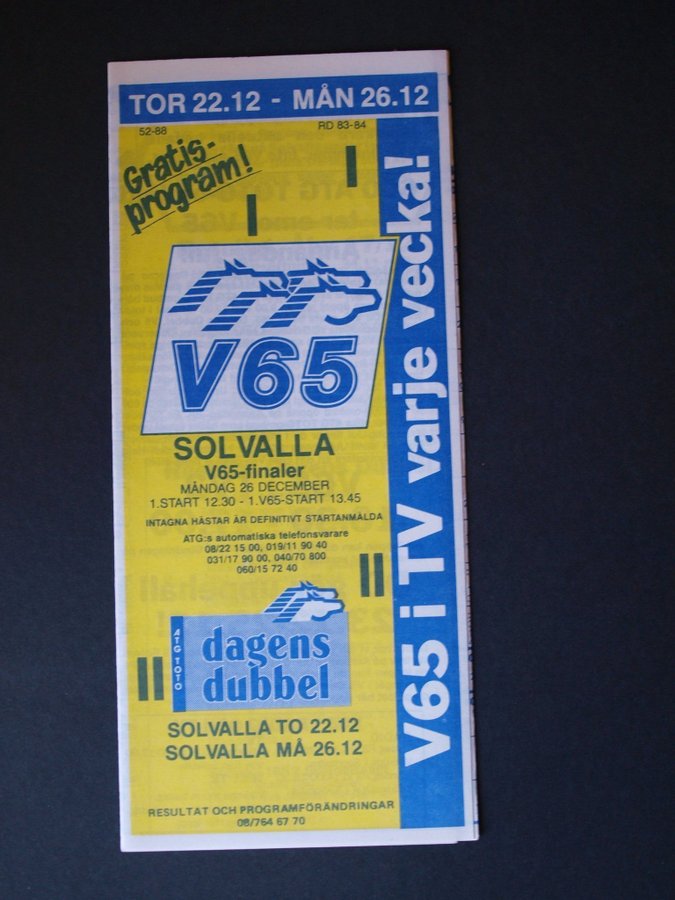 TOR 22.12 - MÅN 26.12
52-88
RD 83-84
Gratis-
program!
V65
SOLVALLA
V65-finaler
MÅNDAG 26 DECEMBER
1.START 12.30 - 1.V65-START 13.45
INTAGNA HÄSTAR ÄR DEFINITIVT STARTANMÄLDA
ATG:s automatiska telefonsvarare
08/22 15 00, 019/11 90 40
031/17 90 00, 040/70 800
060/15 72 40
ATG TOTO
dagens
dubbel
SOLVALLA TO 22.12
SOLVALLA MÅ 26.12
RESULTAT OCH PROGRAMFÖRÄNDRINGAR
08/764 67 70
V65 i TV varje vecka!